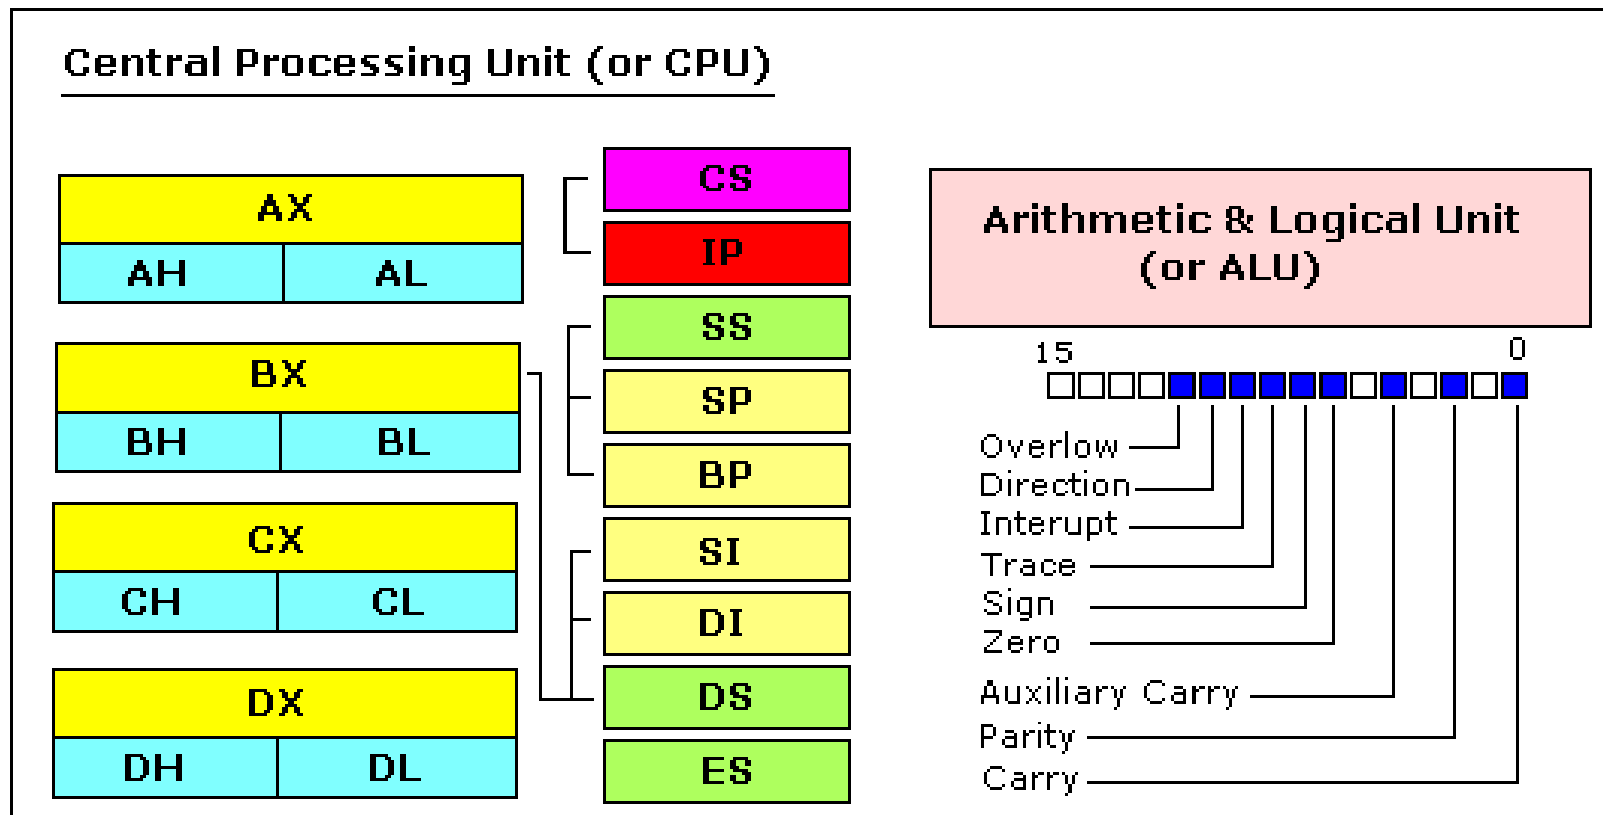 Central Processing Unit (or CPU)
AX
AH AL
BX
BH BL
CX
CH CL
DX
DH DL
CS
IP
SS
SP
BP
SI
DI
DS
ES
Arithmetic & Logical Unit
(or ALU)
15 0
Overlow
Direction
Interupt
Trace
Sign
Zero
Auxiliary Carry
Parity
Carry